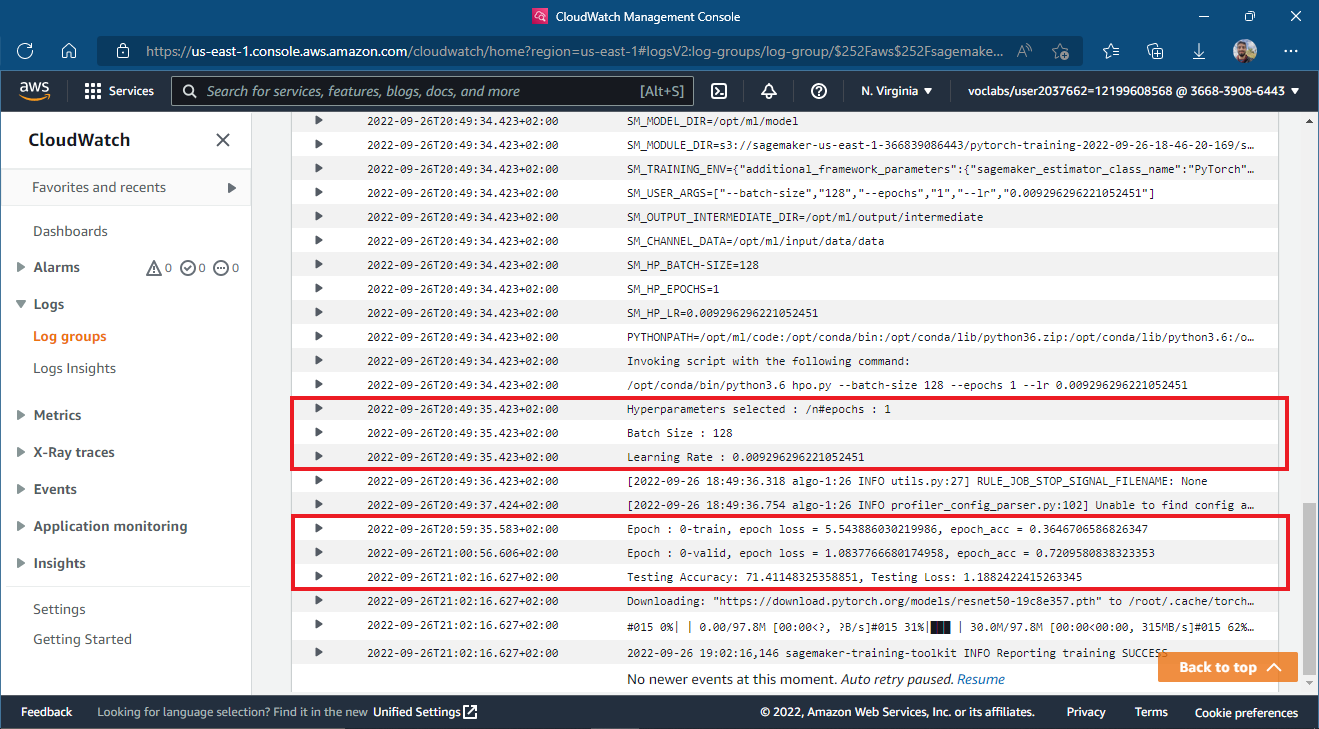 CloudWatch Management Console
https://us-east-1.console.aws.amazon.com/cloudwatch/home?region=us-east-1#logsV2:log-groups/log-group/$252Faws$252Fsagemake...
aws
Services
Search for services, features, blogs, docs, and more [Alt+S]
N. Virginia
voclabs/user2037662=12199608568 @ 3668-3908-6443
CloudWatch
Favorites and recents
Dashboards
Alarms 0 0 0
Logs
Log groups
Logs Insights
Metrics
X-Ray traces
Events
Application monitoring
Insights
Settings
Getting Started
2022-09-26T20:49:34.423+02:00 SM_MODEL_DIR=/opt/ml/model
2022-09-26T20:49:34.423+02:00 SM_MODULE_DIR=s3://sagemaker-us-east-1-366839086443/pytorch-training-2022-09-26-18-46-20-169/s…
2022-09-26T20:49:34.423+02:00 SM_TRAINING_ENV={"additional_framework_parameters":{"sagemaker_estimator_class_name":"PyTorch"…
2022-09-26T20:49:34.423+02:00 SM_USER_ARGS=["--batch-size","128","--epochs","1","--lr","0.009296296221052451"]
2022-09-26T20:49:34.423+02:00 SM_OUTPUT_INTERMEDIATE_DIR=/opt/ml/output/intermediate
2022-09-26T20:49:34.423+02:00 SM_CHANNEL_DATA=/opt/ml/input/data/data
2022-09-26T20:49:34.423+02:00 SM_HP_BATCH-SIZE=128
2022-09-26T20:49:34.423+02:00 SM_HP_EPOCHS=1
2022-09-26T20:49:34.423+02:00 SM_HP_LR=0.009296296221052451
2022-09-26T20:49:34.423+02:00 PYTHONPATH=/opt/ml/code:/opt/conda/bin:/opt/conda/lib/python36.zip:/opt/conda/lib/python3.6:/o…
2022-09-26T20:49:34.423+02:00 Invoking script with the following command:
2022-09-26T20:49:34.423+02:00 /opt/conda/bin/python3.6 hpo.py --batch-size 128 --epochs 1 --lr 0.009296296221052451
2022-09-26T20:49:35.423+02:00 Hyperparameters selected : /n#epochs : 1
2022-09-26T20:49:35.423+02:00 Batch Size : 128
2022-09-26T20:49:35.423+02:00 Learning Rate : 0.009296296221052451
2022-09-26T20:49:36.423+02:00 [2022-09-26 18:49:36.318 algo-1:26 INFO utils.py:27] RULE_JOB_STOP_SIGNAL_FILENAME: None
2022-09-26T20:49:37.424+02:00 [2022-09-26 18:49:36.754 algo-1:26 INFO profiler_config_parser.py:102] Unable to find config a…
2022-09-26T20:59:35.583+02:00 Epoch : 0-train, epoch loss = 5.543886030219986, epoch_acc = 0.3646706586826347
2022-09-26T21:00:56.606+02:00 Epoch : 0-valid, epoch loss = 1.0837766680174958, epoch_acc = 0.7209580838323353
2022-09-26T21:02:16.627+02:00 Testing Accuracy: 71.41148325358851, Testing Loss: 1.1882422415263345
2022-09-26T21:02:16.627+02:00 Downloading: "https://download.pytorch.org/models/resnet50-19c8e357.pth" to /root/.cache/torch…
2022-09-26T21:02:16.627+02:00 #015 0%| | 0.00/97.8M [00:00<?, ?B/s]#015 31%|███ | 30.0M/97.8M [00:00<00:00, 315MB/s]#015 62%…
2022-09-26T21:02:16.627+02:00 2022-09-26 19:02:16,146 sagemaker-training-toolkit INFO Reporting training SUCCESS
No newer events at this moment. Auto retry paused. Resume
Back to top
Feedback Looking for language selection? Find it in the new Unified Settings © 2022, Amazon Web Services, Inc. or its affiliates. Privacy Terms Cookie preferences